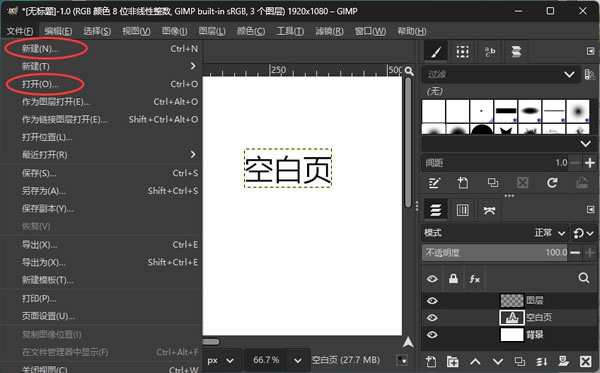 *[无标题]-1.0 (RGB 颜色 8 位非线性整数, GIMP built-in sRGB, 3 个图层) 1920x1080 – GIMP
文件(F) 编辑(E) 选择(S) 视图(V) 图像(I) 图层(L) 颜色(C) 工具(T) 滤镜(R) 窗口(W) 帮助(H)
新建(N)... Ctrl+N
新建(T)
打开(O)... Ctrl+O
作为图层打开(E)... Ctrl+Alt+O
作为链接图层打开(E)... Shift+Ctrl+Alt+O
打开位置(L)...
最近打开(R)
保存(S)... Ctrl+S
另存为(A)... Shift+Ctrl+S
保存副本(Y)...
恢复(V)
导出(X)... Ctrl+E
导出为(X)... Shift+Ctrl+E
新建模板(T)...
打印(P)...
页面设置(U)...
复制图像位置(I)
在文件管理器中显示(F) Ctrl+Alt+F
关闭视图(C) Ctrl+W
250 500
空白页
px 66.7% 空白页 (27.7 MB)
过滤
(无)
间距 1.0
模式 正常
不透明度 100.0
图层
空白页
背景